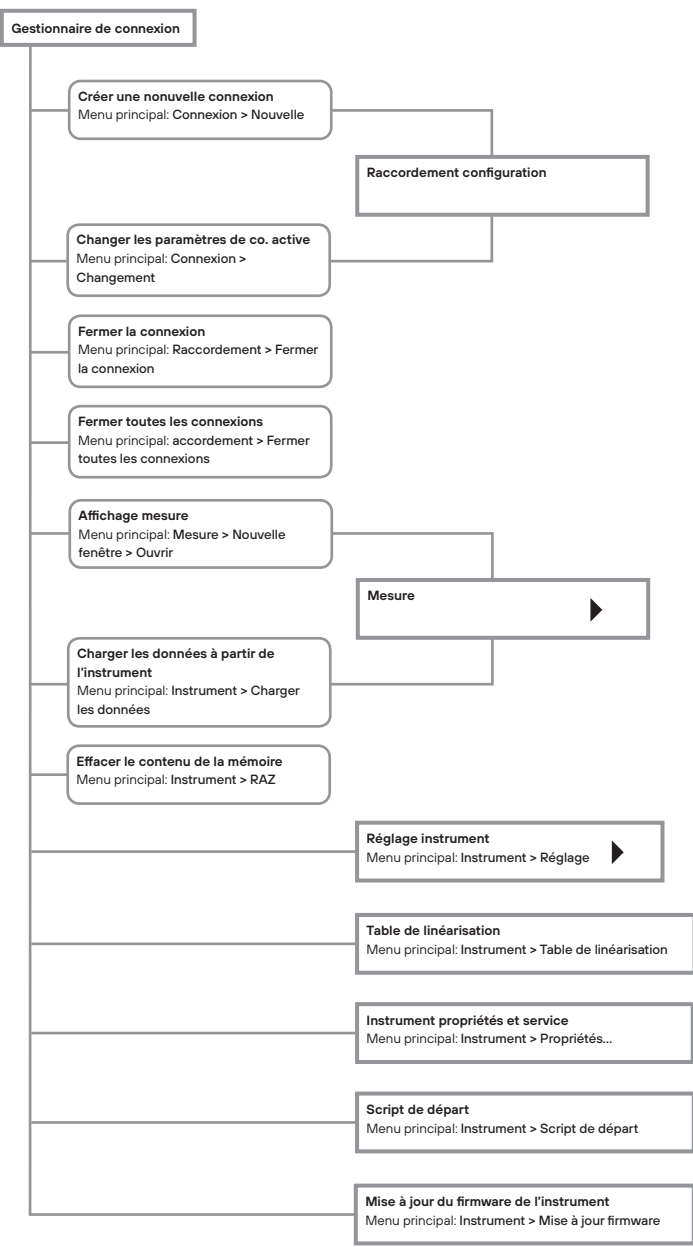 Gestionnaire de connexion
Créer une nonuvelle connexion
Menu principal: Connexion > Nouvelle
Raccordement configuration
Changer les paramètres de co. active
Menu principal: Connexion >
Changement
Fermer la connexion
Menu principal: Raccordement > Fermer
la connexion
Fermer toutes les connexions
Menu principal: accordement > Fermer
toutes les connexions
Affichage mesure
Menu principal: Mesure > Nouvelle
fenêtre > Ouvrir
Mesure
Charger les données à partir de
l'instrument
Menu principal: Instrument > Charger
les données
Effacer le contenu de la mémoire
Menu principal: Instrument > RAZ
Réglage instrument
Menu principal: Instrument > Réglage
Table de linéarisation
Menu principal: Instrument > Table de linéarisation
Instrument propriétés et service
Menu principal: Instrument > Propriétés...
Script de départ
Menu principal: Instrument > Script de départ
Mise à jour du firmware de l'instrument
Menu principal: Instrument > Mise à jour firmware